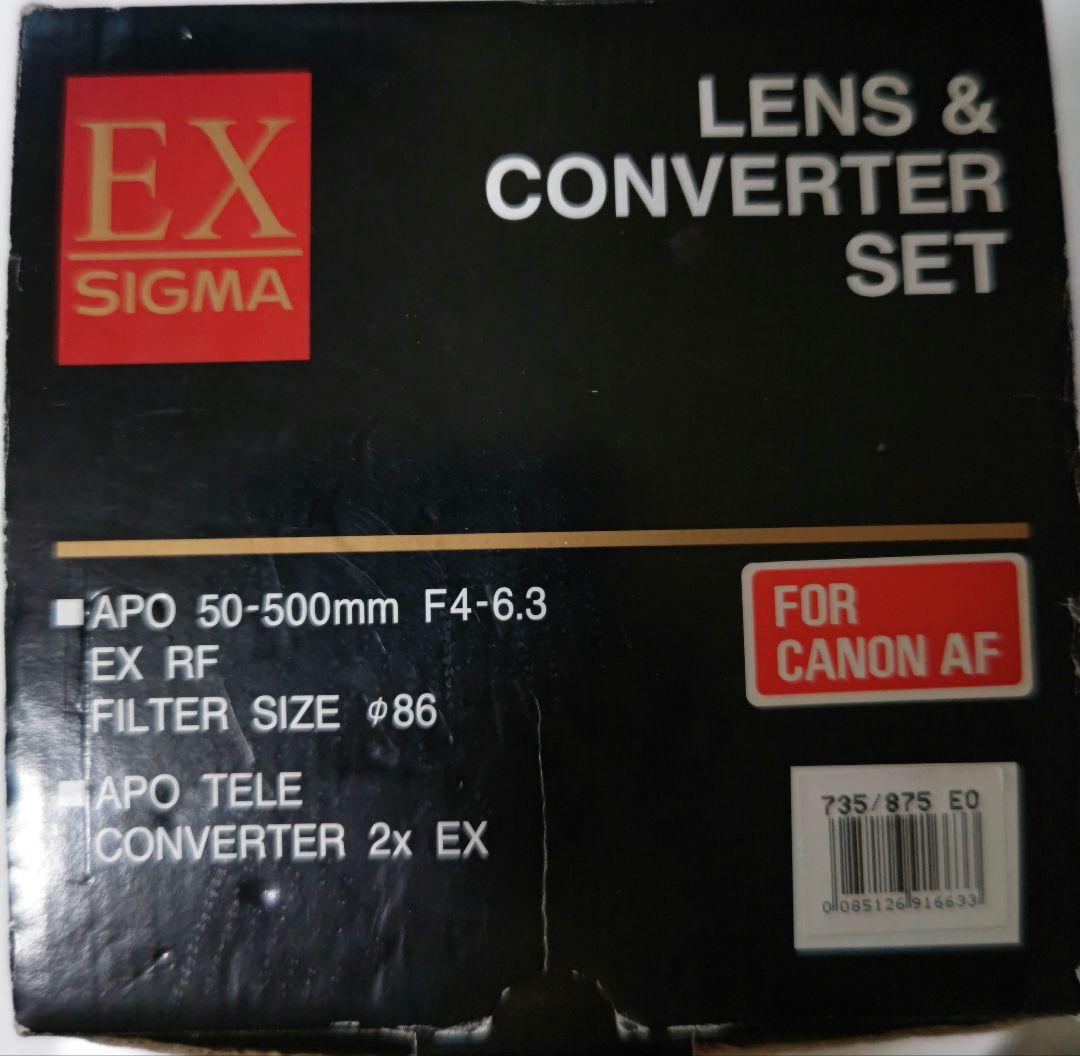 EX
SIGMA
LENS &
CONVERTER
SET
APO 50-500mm F4-6.3
EX RF
FILTER SIZE φ86
APO TELE
CONVERTER 2x EX
FOR
CANON AF
735/875 EO
0 085126 916633